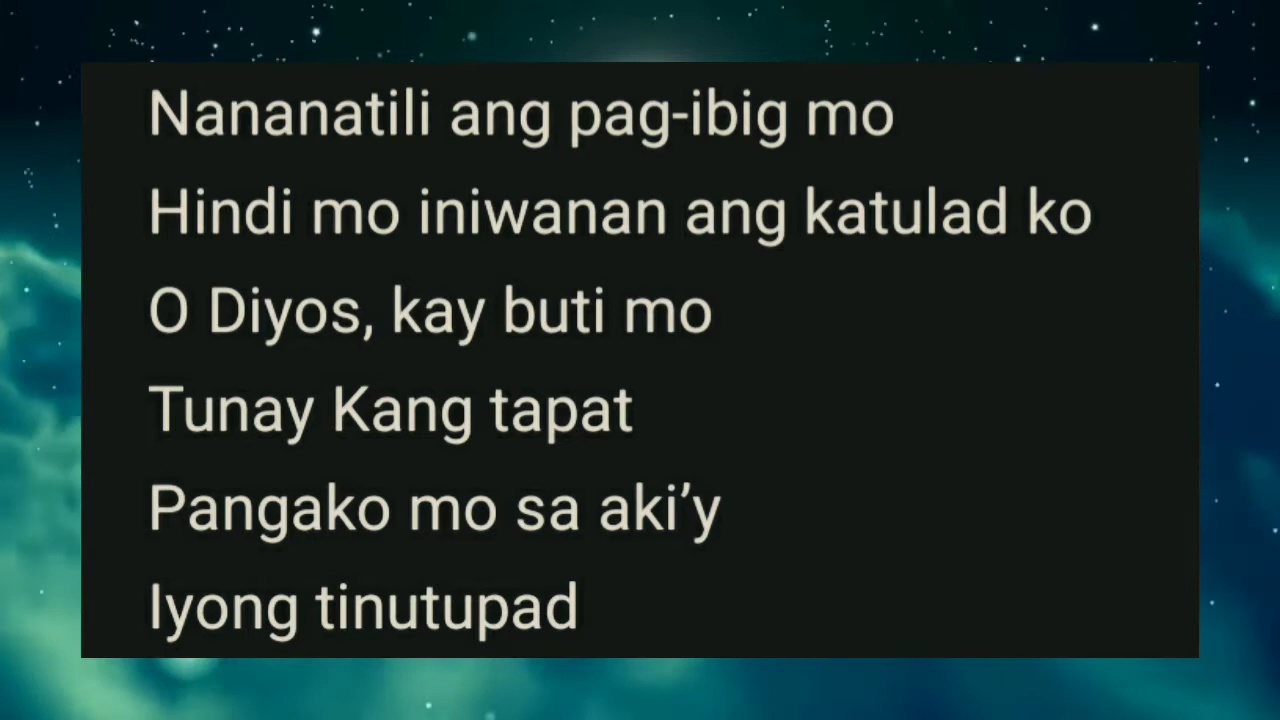 Nananatili ang pag-ibig mo
Hindi mo iniwanan ang katulad ko
O Diyos, kay buti mo
Tunay Kang tapat
Pangako mo sa aki’y
Iyong tinutupad